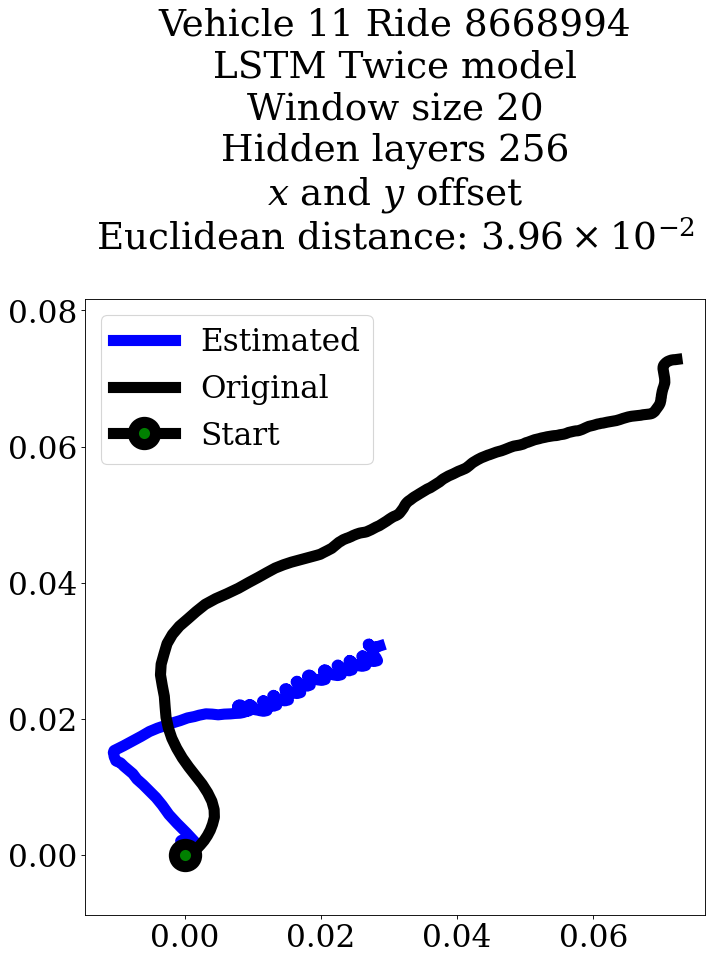 Vehicle 11 Ride 8668994
LSTM Twice model
Window size 20
Hidden layers 256
x and y offset
Euclidean distance: 3.96 × 10⁻²
Estimated
Original
Start
0.08
0.06
0.04
0.02
0.00
0.00 0.02 0.04 0.06